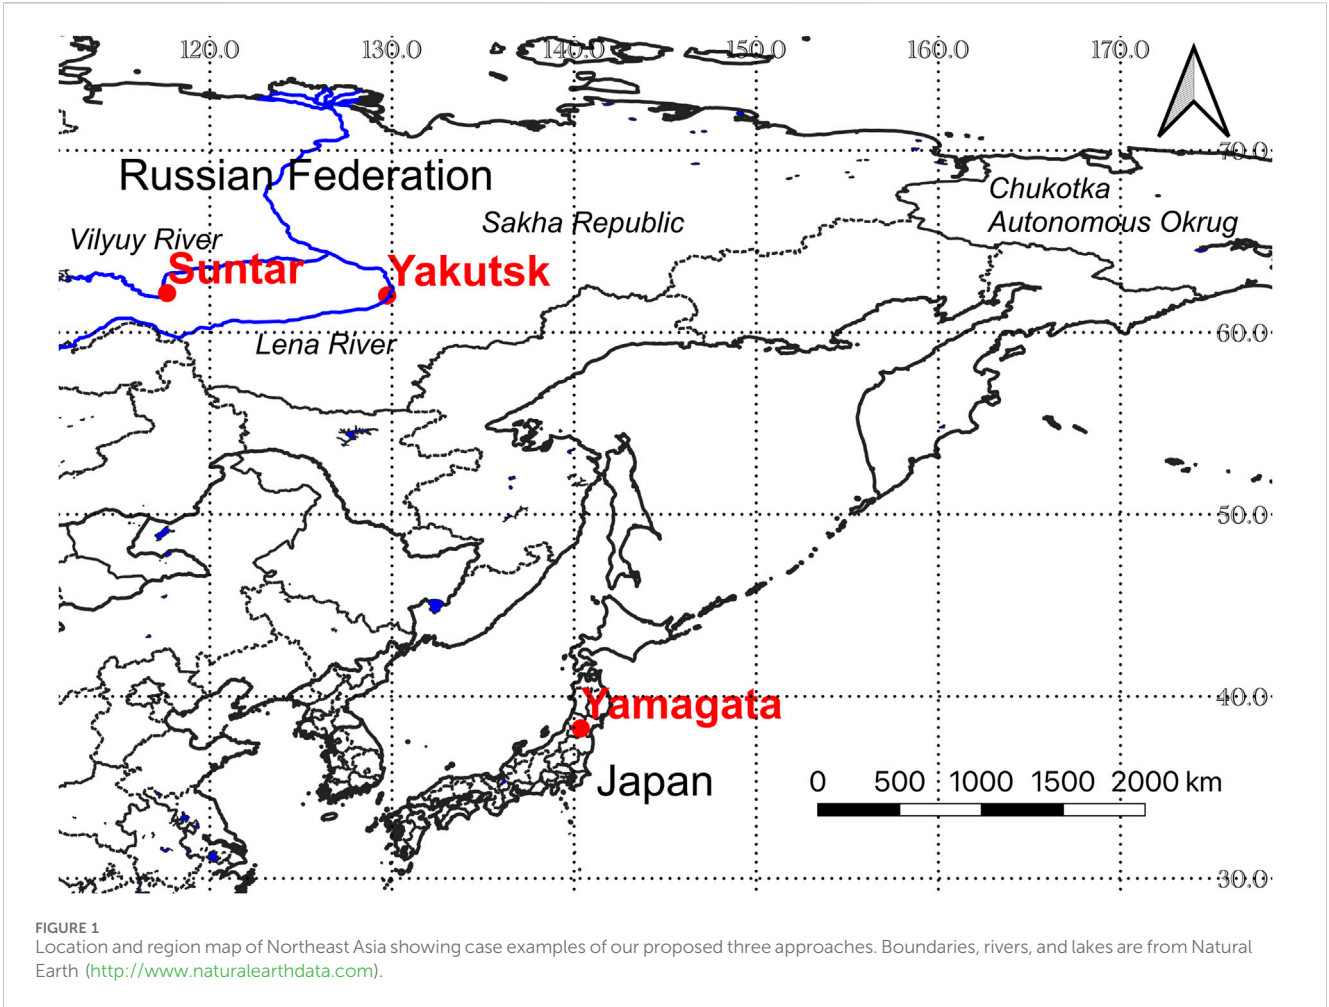 120.0 130.0 140.0 150.0 160.0 170.0
70.0
Russian Federation
Chukotka
Autonomous Okrug
Sakha Republic
Vilyuy River
Suntar
Yakutsk
60.0
Lena River
50.0
40.0
Yamagata
Japan
0 500 1000 1500 2000 km
30.0
FIGURE 1
Location and region map of Northeast Asia showing case examples of our proposed three approaches. Boundaries, rivers, and lakes are from Natural
Earth (http://www.naturalearthdata.com).